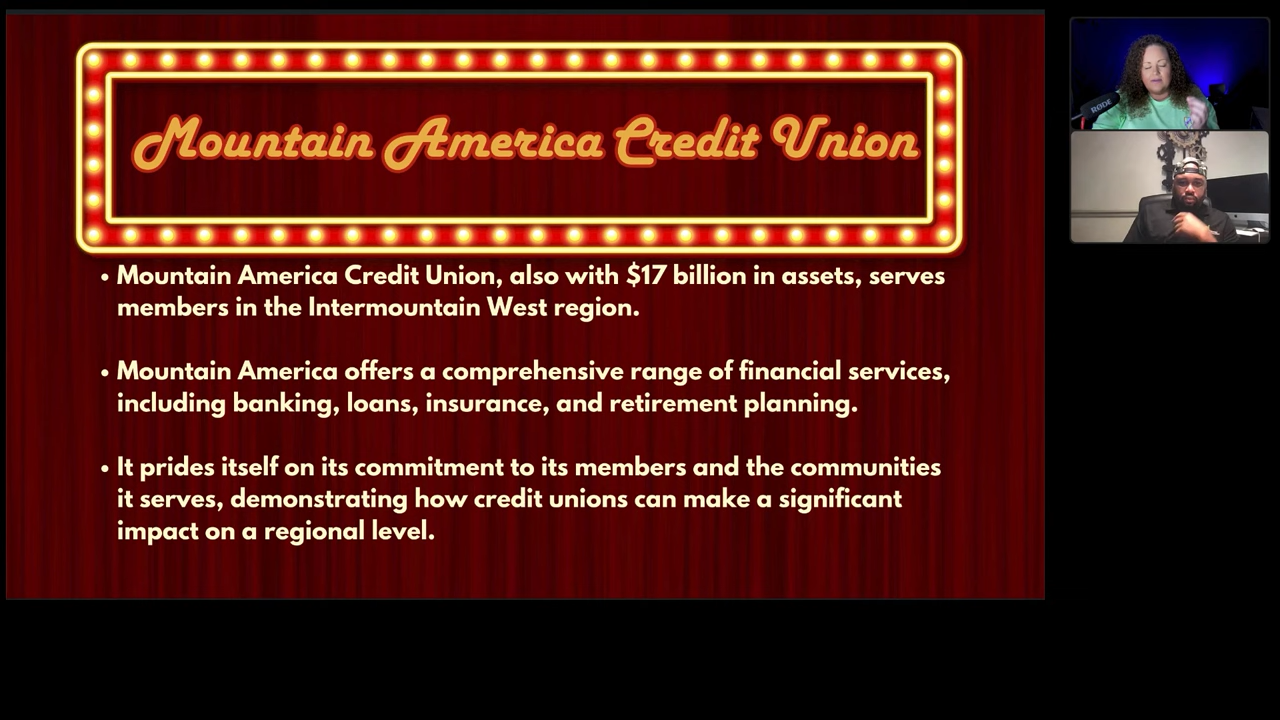 Mountain America Credit Union
• Mountain America Credit Union, also with $17 billion in assets, serves
members in the Intermountain West region.
• Mountain America offers a comprehensive range of financial services,
including banking, loans, insurance, and retirement planning.
• It prides itself on its commitment to its members and the communities
it serves, demonstrating how credit unions can make a significant
impact on a regional level.
RØDE